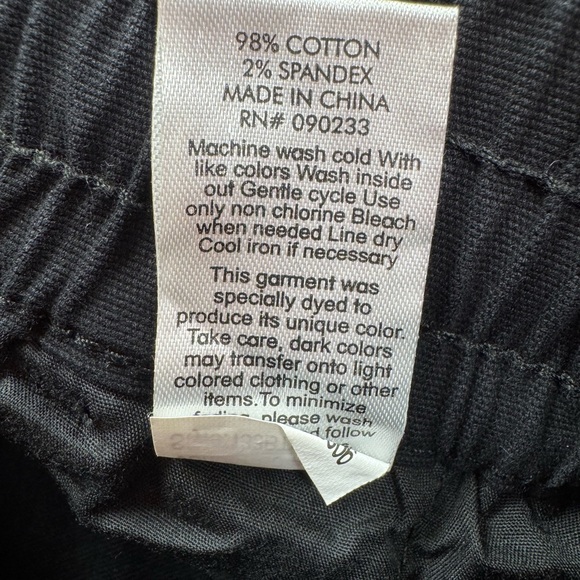 98% COTTON
2% SPANDEX
MADE IN CHINA
RN# 090233
Machine wash cold With
like colors Wash inside
out Gentle cycle Use
only non chlorine Bleach
when needed Line dry
Cool iron if necessary
This garment was
specially dyed to
produce its unique color.
Take care, dark colors
may transfer onto light
colored clothing or other
items.To minimize
please wash
follow